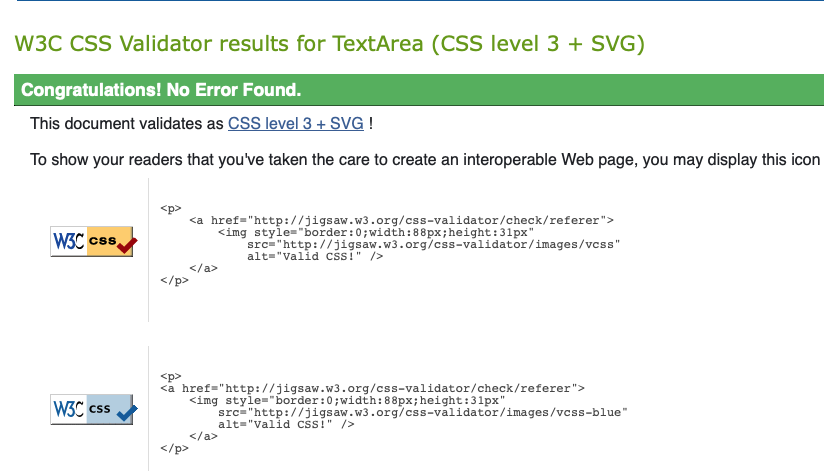 W3C CSS Validator results for TextArea (CSS level 3 + SVG)
Congratulations! No Error Found.
This document validates as CSS level 3 + SVG !
To show your readers that you've taken the care to create an interoperable Web page, you may display this icon
W3C css
<p>
<a href="http://jigsaw.w3.org/css-validator/check/referer">
<img style="border:0;width:88px;height:31px"
src="http://jigsaw.w3.org/css-validator/images/vcss"
alt="Valid CSS!" />
</a>
</p>
W3C css
<p>
<a href="http://jigsaw.w3.org/css-validator/check/referer">
<img style="border:0;width:88px;height:31px"
src="http://jigsaw.w3.org/css-validator/images/vcss-blue"
alt="Valid CSS!" />
</a>
</p>